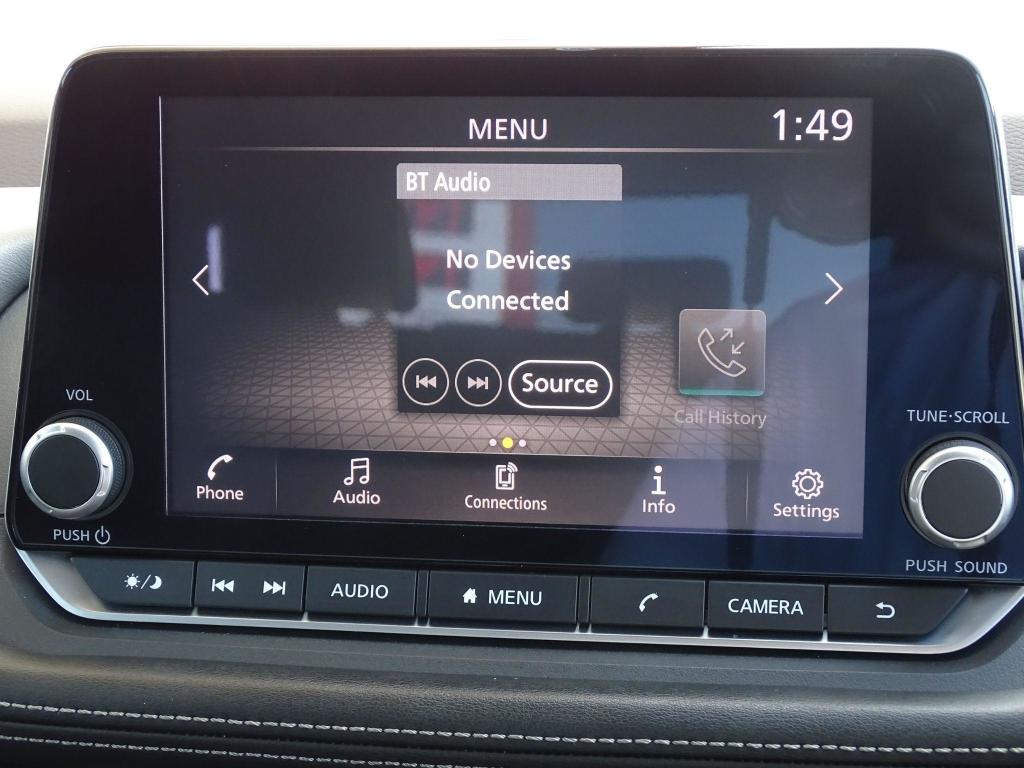 MENU
1:49
BT Audio
No Devices
Connected
Source
Call History
VOL
TUNE·SCROLL
Phone
Audio
Connections
Info
Settings
PUSH
PUSH SOUND
AUDIO
MENU
CAMERA